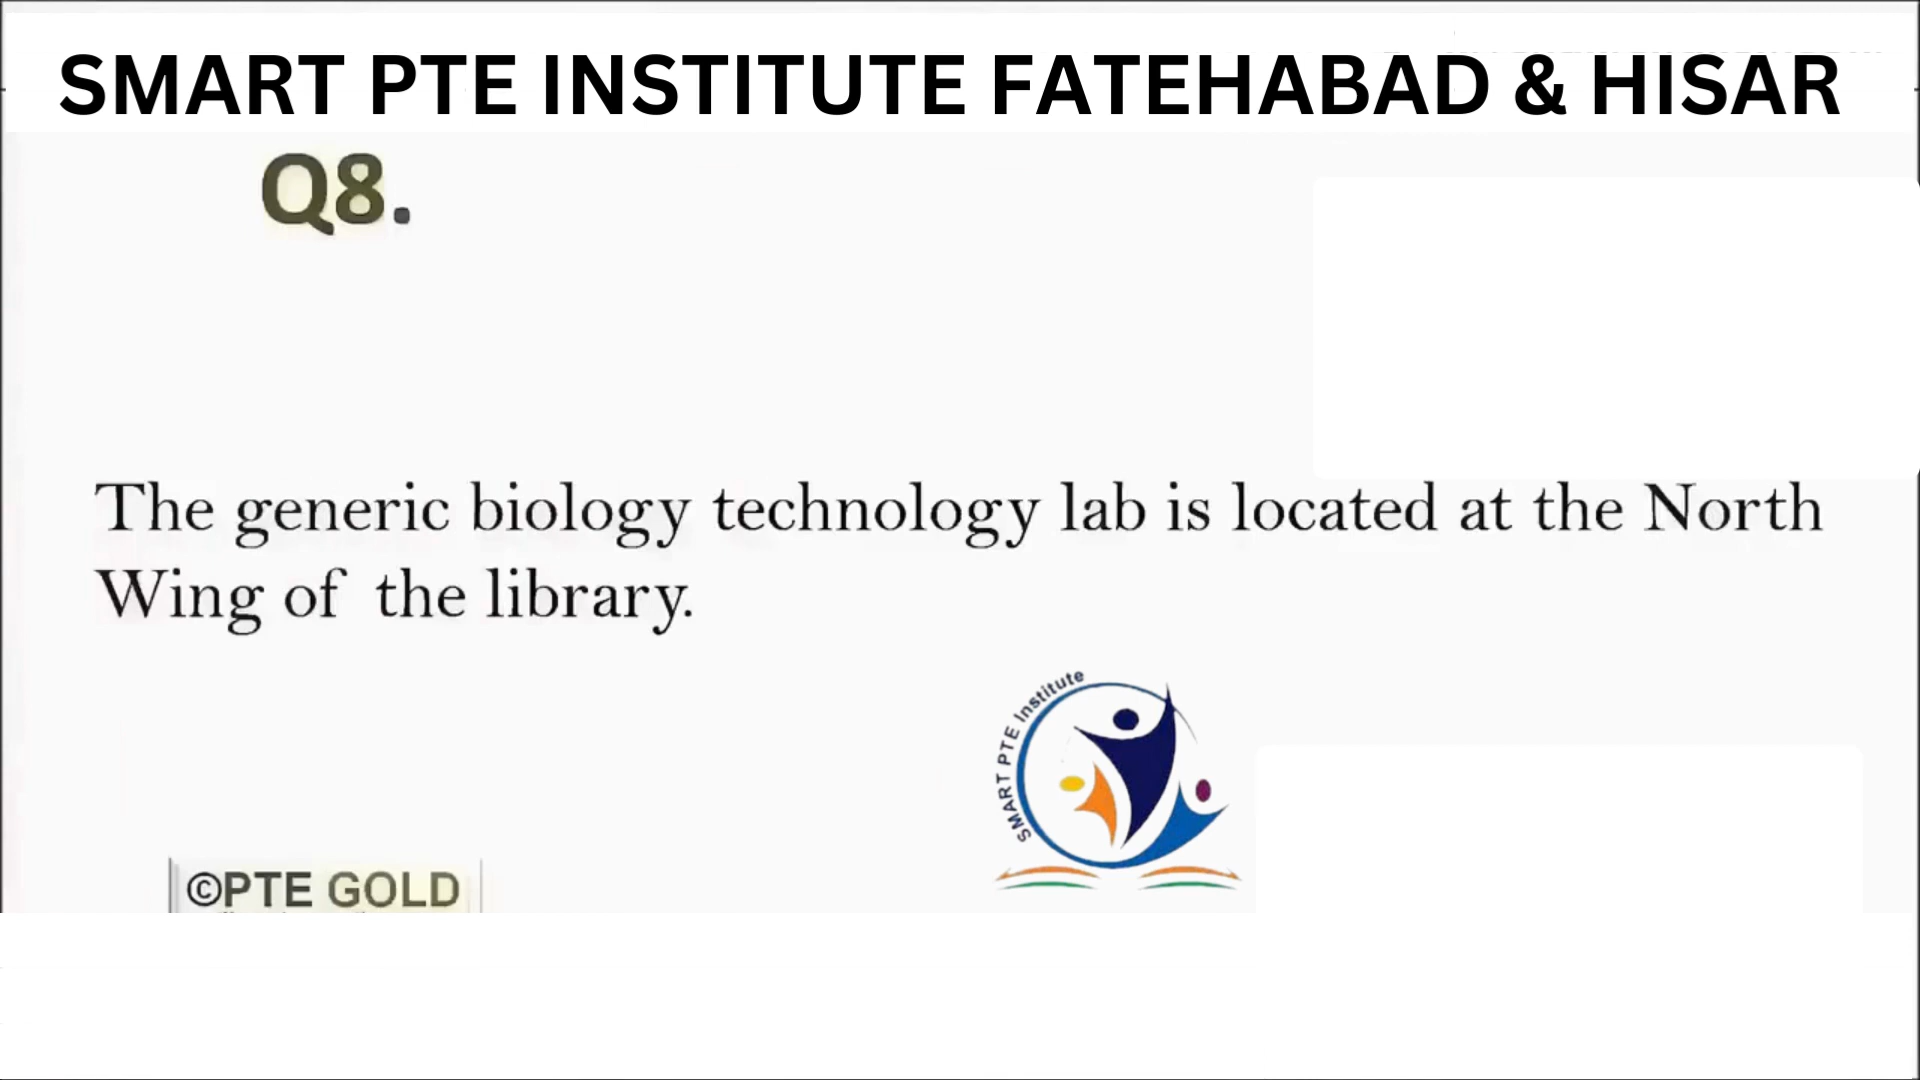 SMART PTE INSTITUTE FATEHABAD & HISAR
Q8.
The generic biology technology lab is located at the North
Wing of the library.
SMART PTE Institute
©PTE GOLD